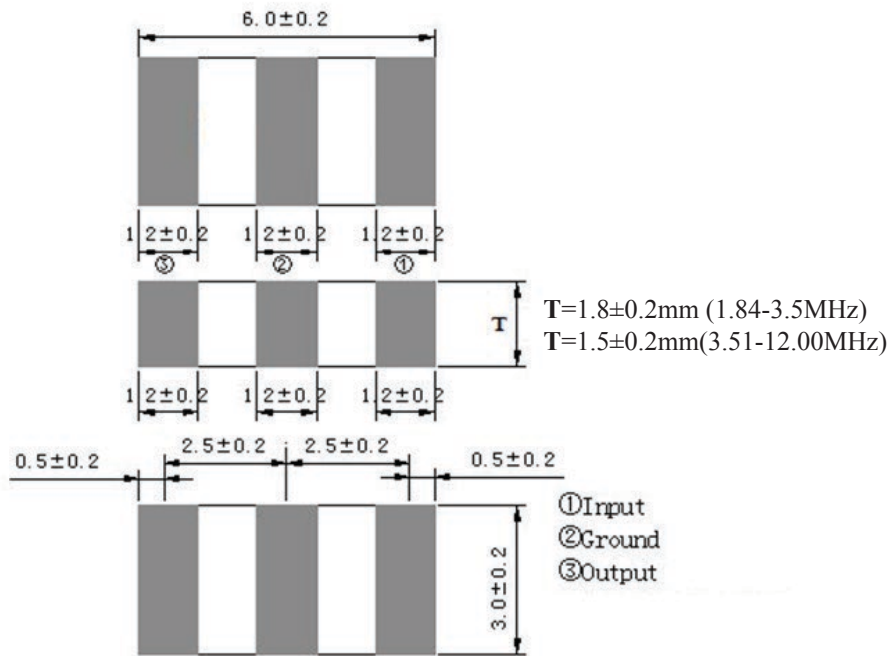 6.0±0.2
1.2±0.2 1.2±0.2 1.2±0.2
③ ② ①
T
T=1.8±0.2mm (1.84-3.5MHz)
T=1.5±0.2mm(3.51-12.00MHz)
1.2±0.2 1.2±0.2 1.2±0.2
2.5±0.2 2.5±0.2
0.5±0.2 0.5±0.2
①Input
②Ground
③Output
3.0±0.2